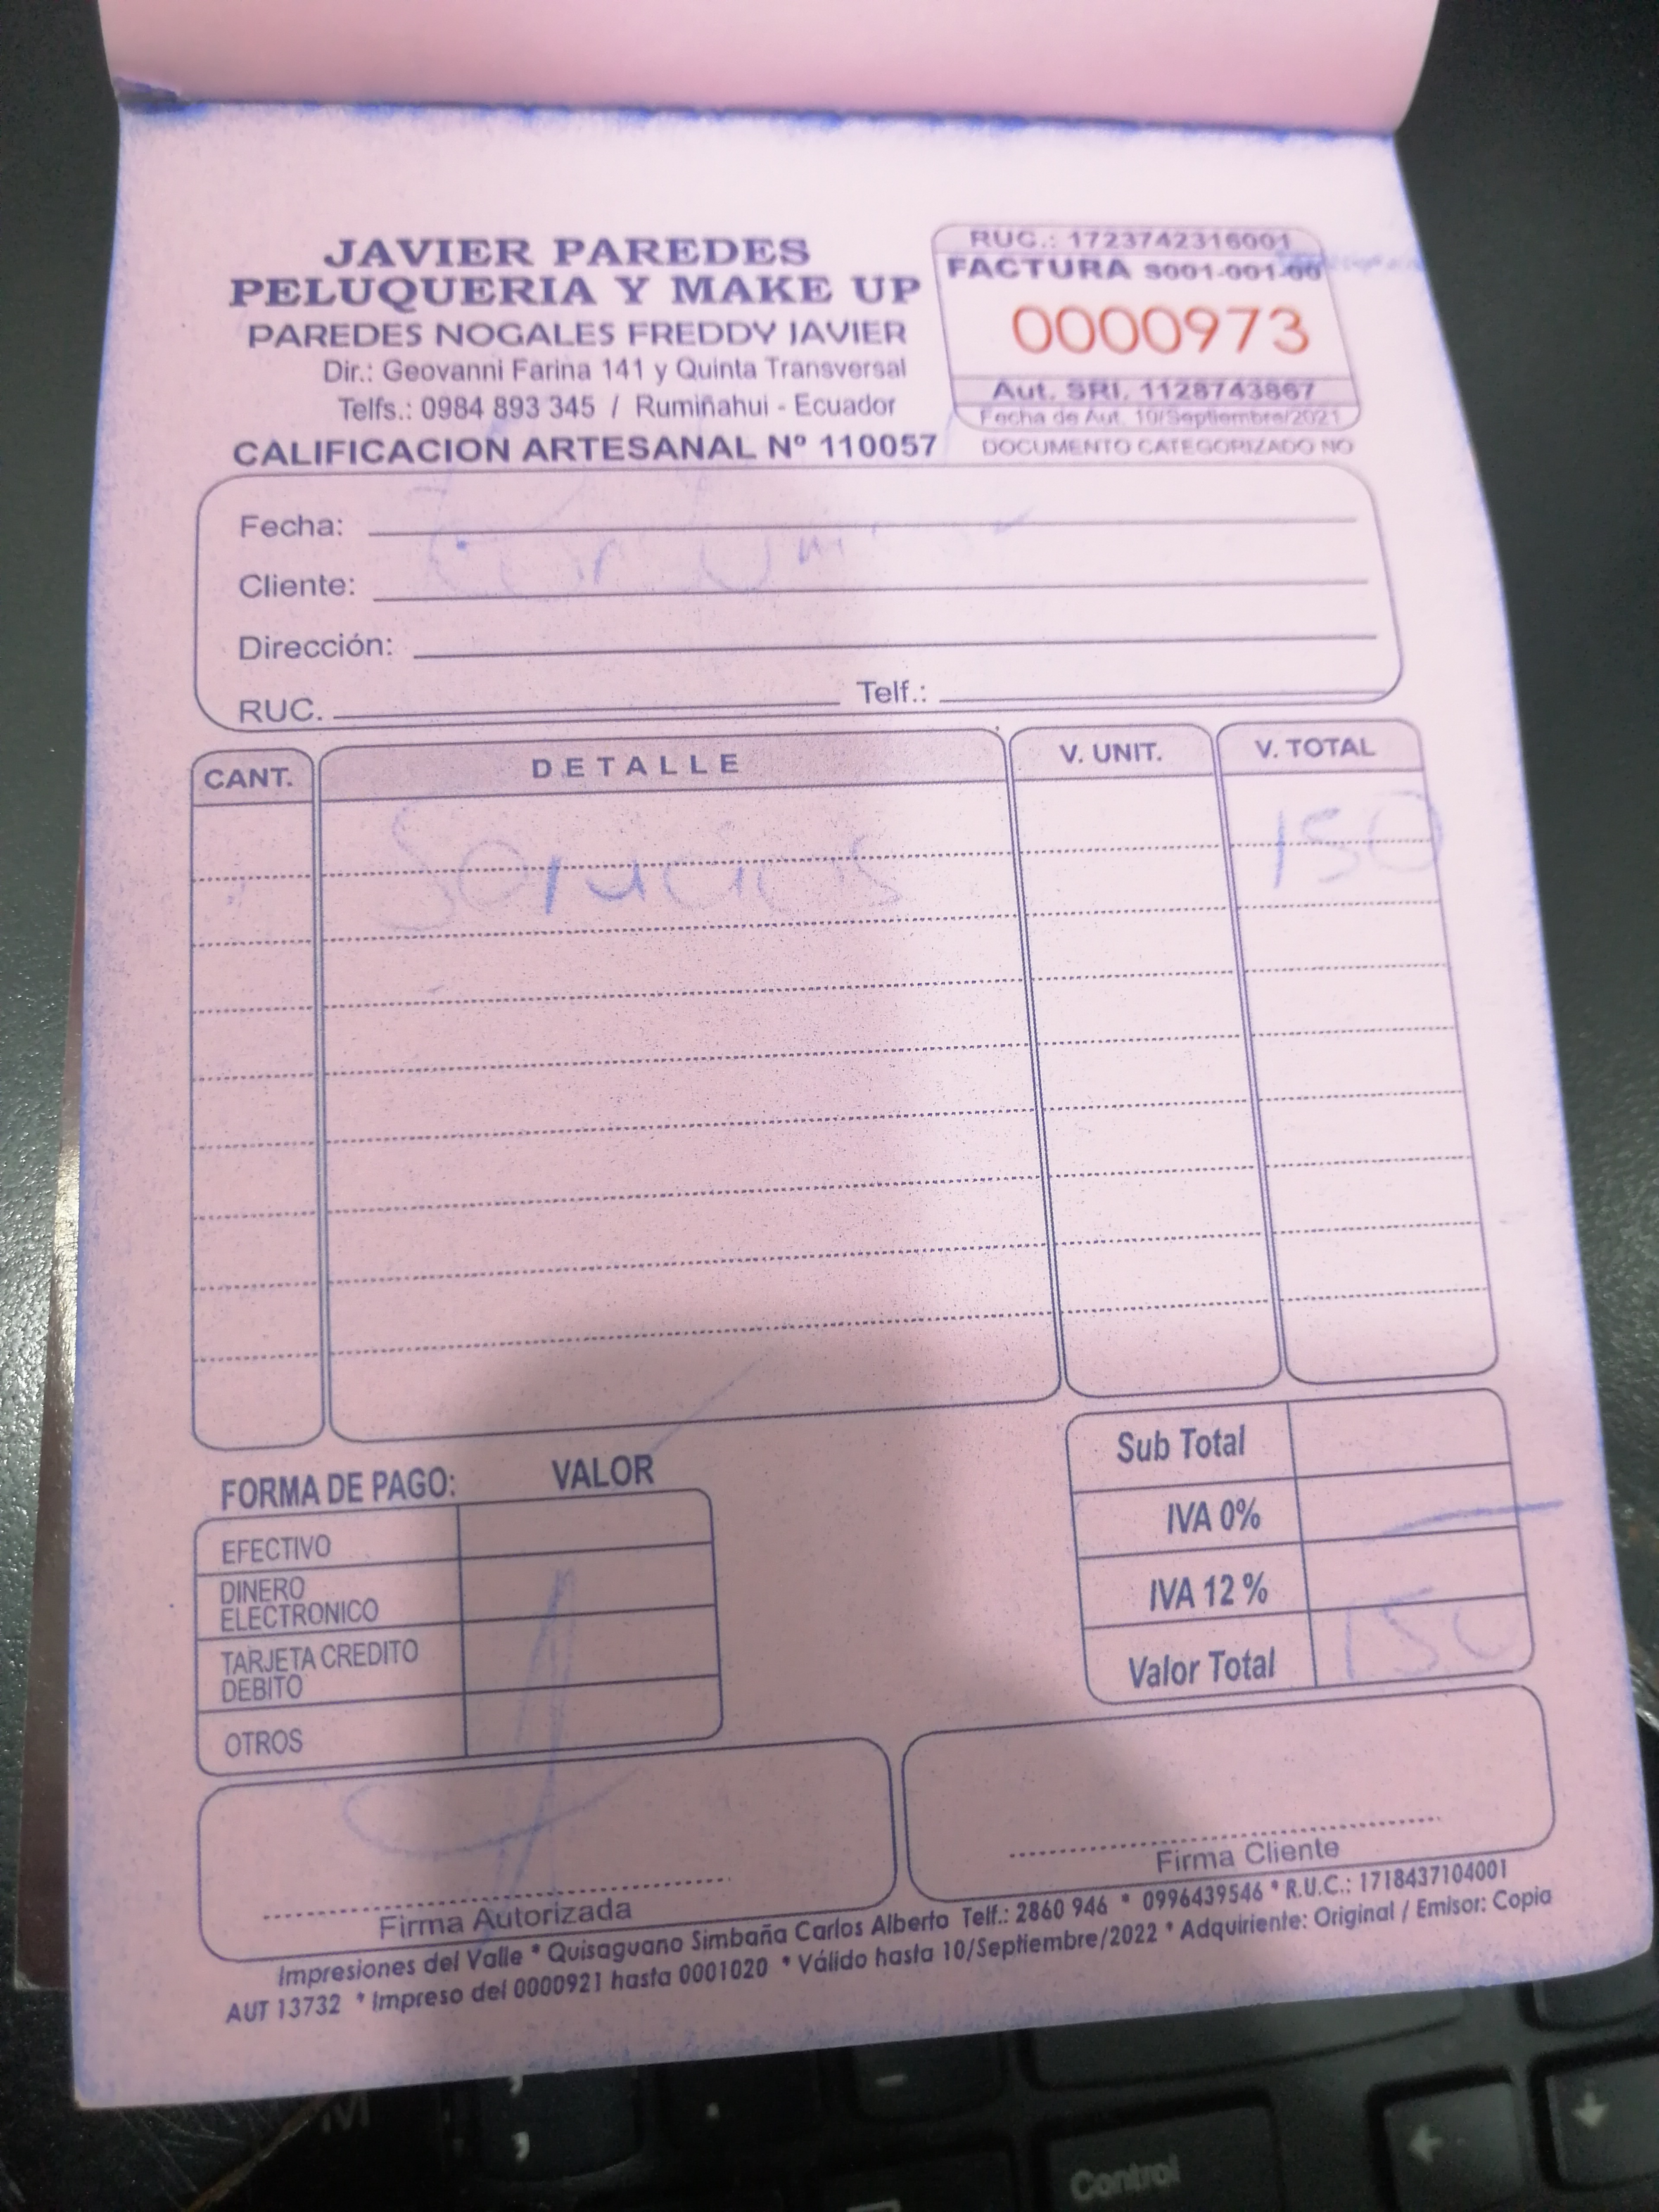 JAVIER PAREDES
PELUQUERIA Y MAKE UP
PAREDES NOGALES FREDDY JAVIER
Dir.: Geovanni Farina 141 y Quinta Transversal
Telfs.: 0984 893 345 / Rumiñahui - Ecuador
CALIFICACION ARTESANAL Nº 110057
RUC.: 1723742316001
FACTURA S001-001-00
0000973
Aut. SRI. 1128743867
Fecha de Aut. 10/Septiembre/2021
DOCUMENTO CATEGORIZADO NO
Fecha:
Cliente:
Dirección:
RUC. Telf.:
CANT. DETALLE V. UNIT. V. TOTAL
Servicios 150
FORMA DE PAGO: VALOR
EFECTIVO
DINERO
ELECTRONICO
TARJETA CREDITO
DEBITO
OTROS
Sub Total
IVA 0%
IVA 12 %
Valor Total 150
Firma Autorizada
Firma Cliente
Impresiones del Valle * Quisaguano Simbaña Carlos Alberto Telf.: 2860 946 * 0996439546 * R.U.C.: 1718437104001
AUT 13732 * Impreso del 0000921 hasta 0001020 * Válido hasta 10/Septiembre/2022 * Adquiriente: Original / Emisor: Copia
Control